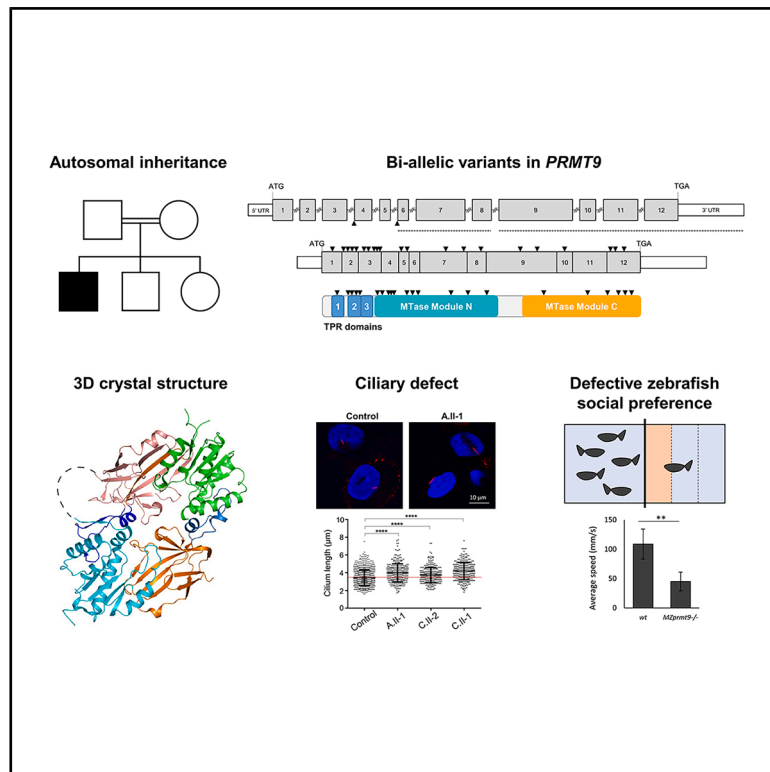 Autosomal inheritance
Bi-allelic variants in PRMT9
ATG
TGA
5' UTR
1
2
3
4
5
6
7
8
9
10
11
12
3' UTR
ATG
TGA
1
2
3
4
5
6
7
8
9
10
11
12
1
2
3
MTase Module N
MTase Module C
TPR domains
3D crystal structure
Ciliary defect
Control
A.II-1
10 µm
Cilium length (µm)
10
8
6
4
2
0
****
****
****
Control
A.II-1
C.II-2
C.II-1
Defective zebrafish
social preference
Average speed (mm/s)
150
100
50
0
**
wt
MZprmt9-/-